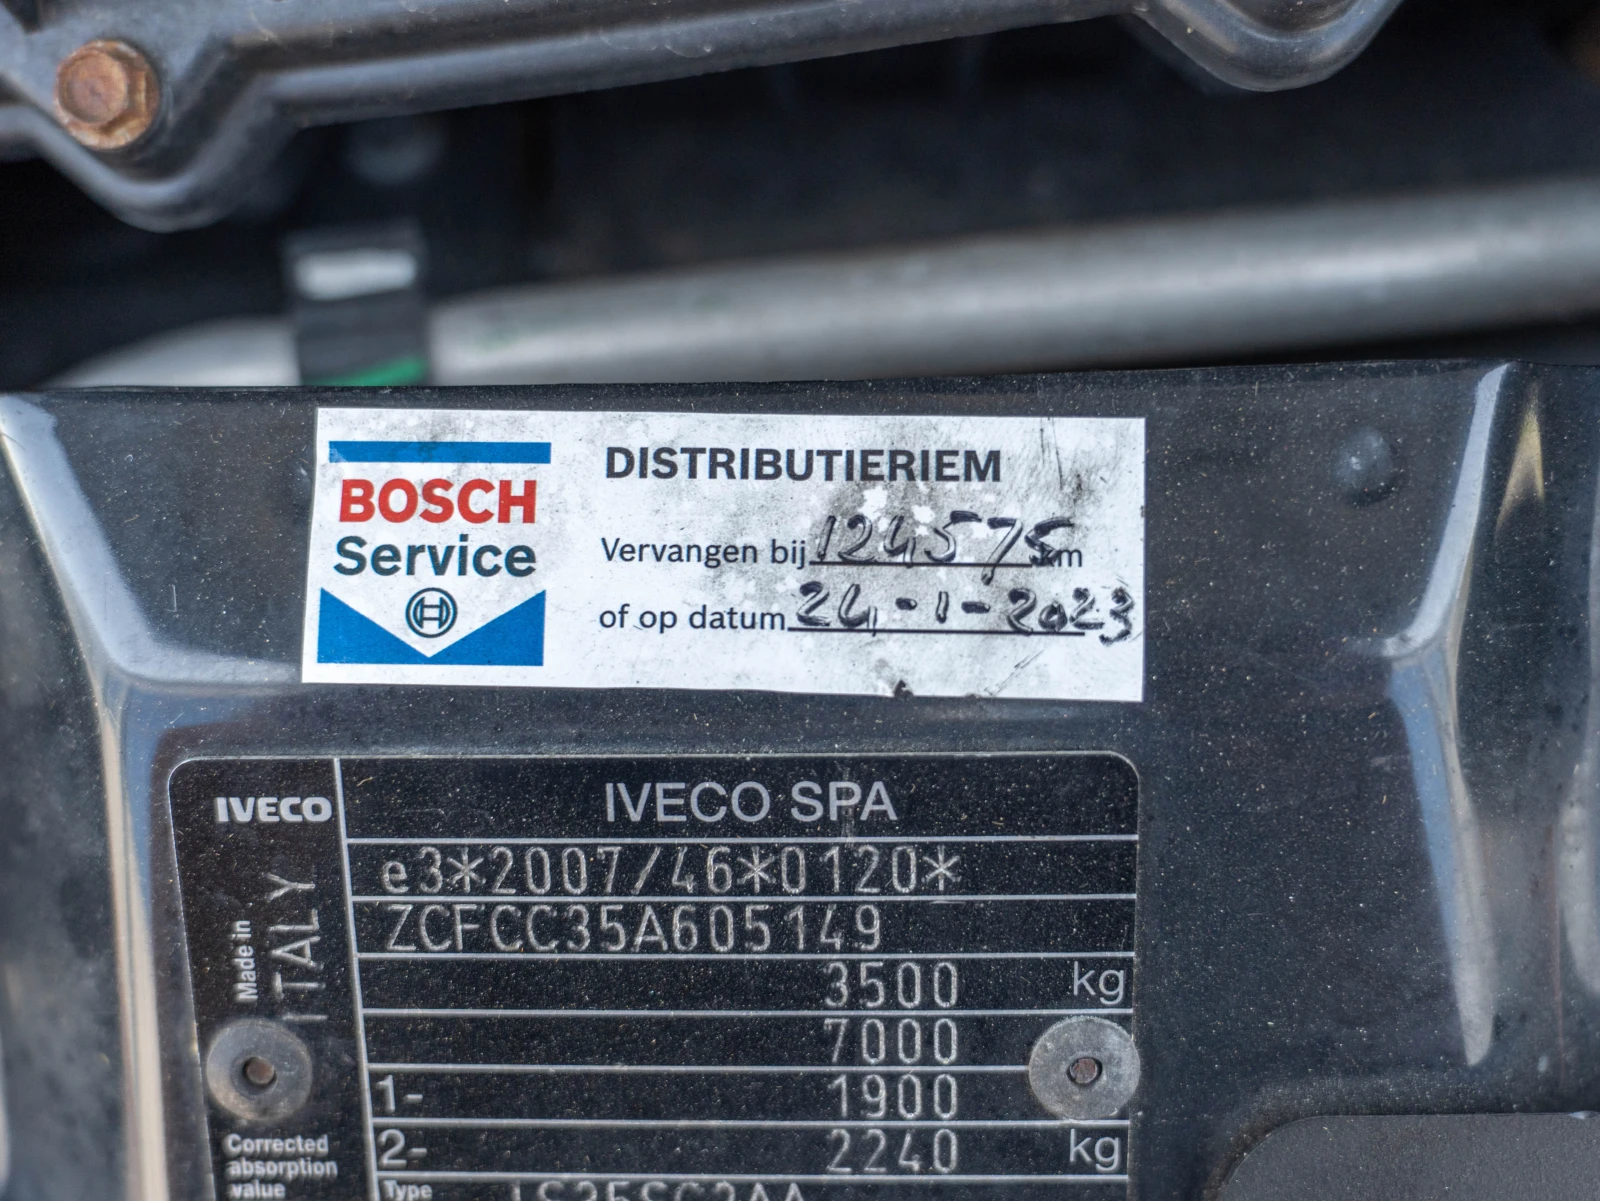 BOSCH
Service
DISTRIBUTIERIEM
Vervangen bij 124575 km
of op datum 24-1-2023
IVECO
IVECO SPA
Made in
ITALY
e3*2007/46*0120*
ZCFCC35A605149
3500 kg
7000
1- 1900
2- 2240 kg
Corrected
absorption
value
Type